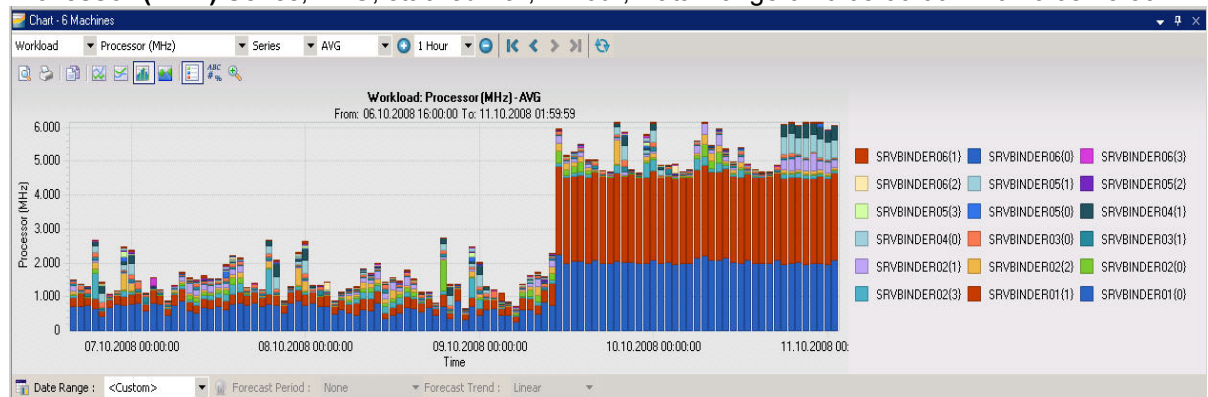 Chart - 6 Machines
Workload Processor (MHz) Series AVG 1 Hour
ABC
# %
Workload: Processor (MHz) - AVG
From: 06.10.2008 16:00:00 To: 11.10.2008 01:59:59
6.000
5.000
4.000
3.000
2.000
1.000
0
Processor (MHz)
07.10.2008 00:00:00 08.10.2008 00:00:00 09.10.2008 00:00:00 10.10.2008 00:00:00 11.10.2008 00:
Time
SRVBINDER06{1} SRVBINDER06{0} SRVBINDER06{3}
SRVBINDER06{2} SRVBINDER05{1} SRVBINDER05{2}
SRVBINDER05{3} SRVBINDER05{0} SRVBINDER04{1}
SRVBINDER04{0} SRVBINDER03{0} SRVBINDER03{1}
SRVBINDER02{1} SRVBINDER02{2} SRVBINDER02{0}
SRVBINDER02{3} SRVBINDER01{1} SRVBINDER01{0}
Date Range : <Custom> Forecast Period : None Forecast Trend : Linear